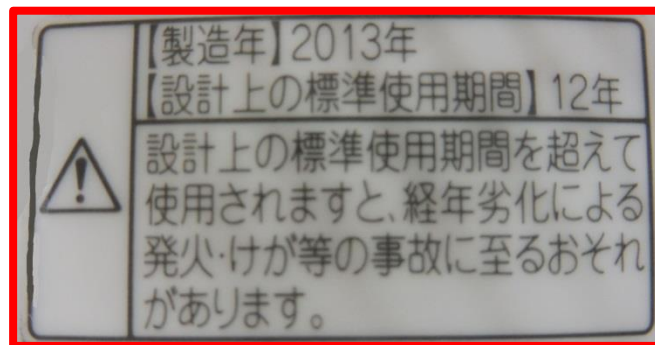 【製造年】2013年
【設計上の標準使用期間】12年
設計上の標準使用期間を超えて
使用されますと、経年劣化による
発火・けが等の事故に至るおそれ
があります。